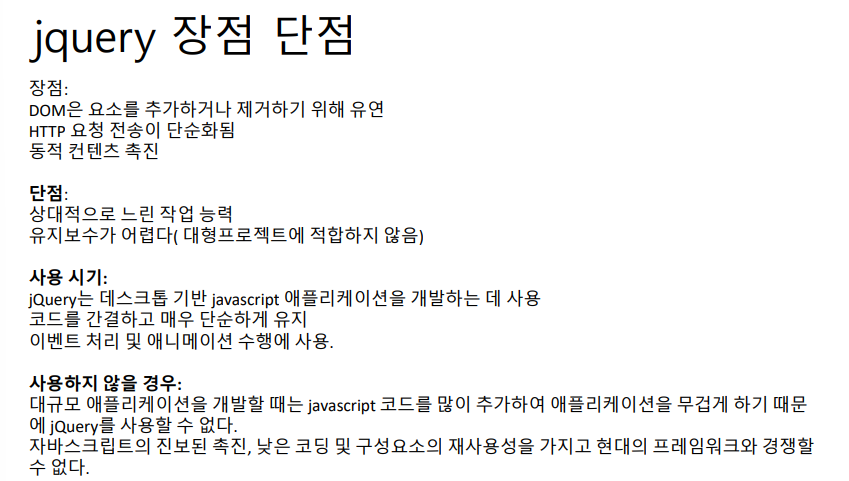 jquery 장점 단점
장점:
DOM은 요소를 추가하거나 제거하기 위해 유연
HTTP 요청 전송이 단순화됨
동적 컨텐츠 촉진
단점:
상대적으로 느린 작업 능력
유지보수가 어렵다( 대형프로젝트에 적합하지 않음)
사용 시기:
jQuery는 데스크톱 기반 javascript 애플리케이션을 개발하는 데 사용
코드를 간결하고 매우 단순하게 유지
이벤트 처리 및 애니메이션 수행에 사용.
사용하지 않을 경우:
대규모 애플리케이션을 개발할 때는 javascript 코드를 많이 추가하여 애플리케이션을 무겁게 하기 때문
에 jQuery를 사용할 수 없다.
자바스크립트의 진보된 촉진, 낮은 코딩 및 구성요소의 재사용성을 가지고 현대의 프레임워크와 경쟁할
수 없다.